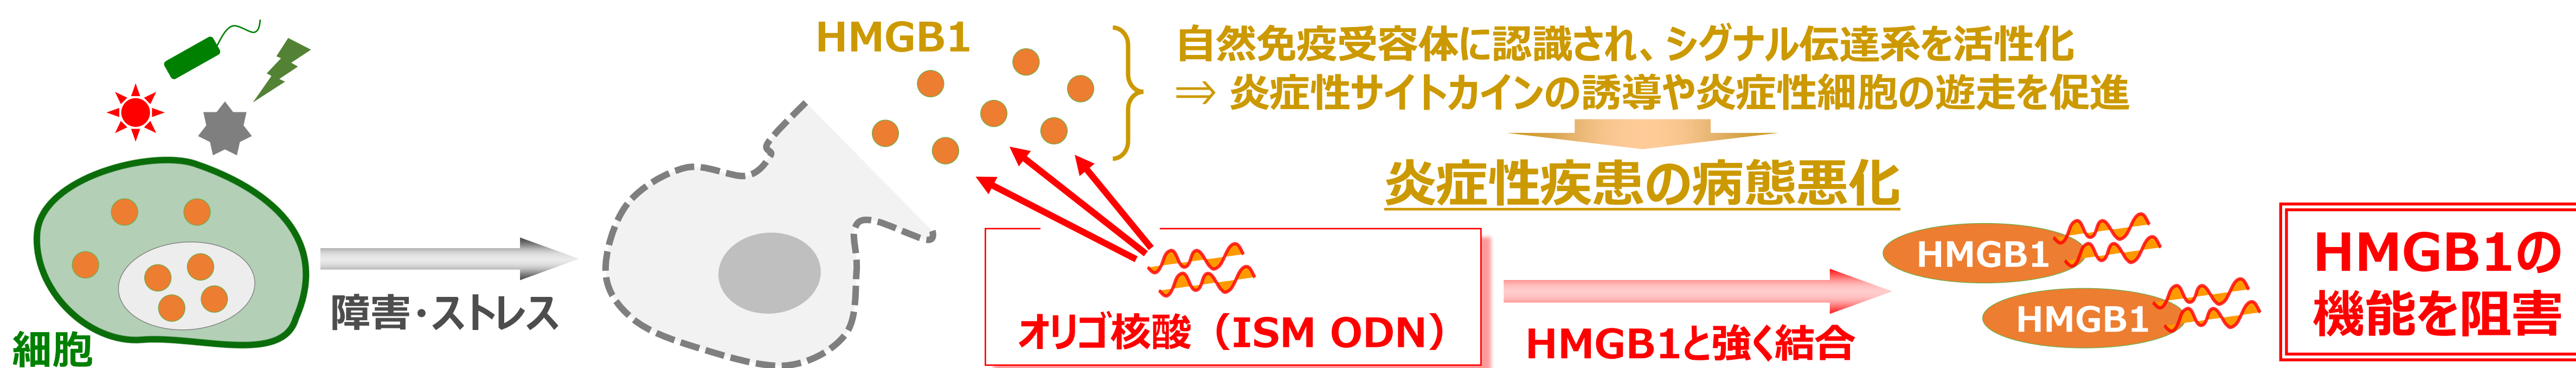 細胞
障害・ストレス
HMGB1
自然免疫受容体に認識され、シグナル伝達系を活性化
⇒ 炎症性サイトカインの誘導や炎症性細胞の遊走を促進
炎症性疾患の病態悪化
オリゴ核酸（ISM ODN）
HMGB1と強く結合
HMGB1
HMGB1
HMGB1の
機能を阻害